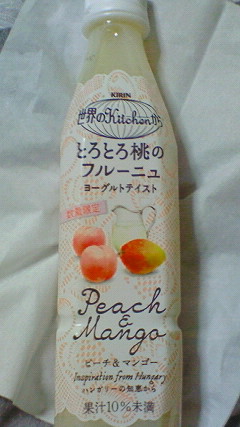 KIRIN
世界のKitchenから
とろとろ桃の
フルーニュ
ヨーグルトテイスト
数量限定
Peach
&
Mango
ピーチ&マンゴー
Inspiration from Hungary
ハンガリーの知恵から
果汁10%未満